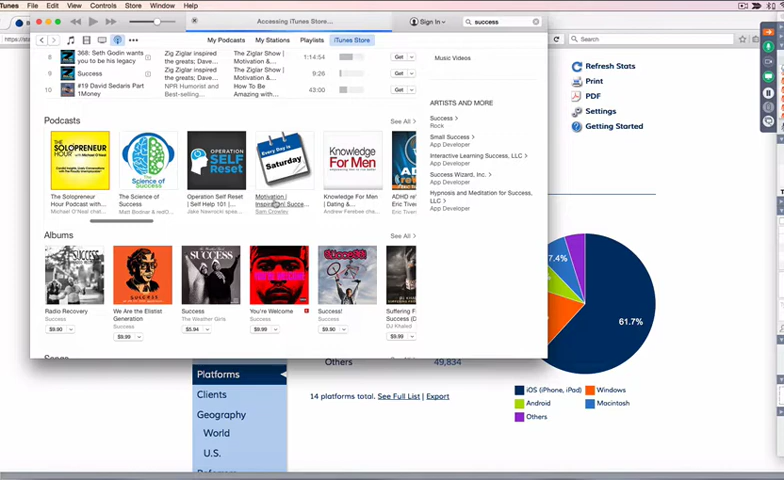 iTunes File Edit View Controls Account Store Window Help
Accessing iTunes Store...
Sign In
success
My Podcasts My Stations Playlists iTunes Store
Search
8 368: Seth Godin wants Zig Ziglar inspired The Ziglar Show | 1:14:54 Get
you to be his legacy the greats; Dave... Motivation &...
9 Success Zig Ziglar inspired The Ziglar Show | 9:26 Get
the greats; Dave... Motivation &...
10 #19 David Sedaris Part NPR Humorist and How To Be 43:00 Get
1Money Best-selling... Amazing with...
Music Videos
Podcasts
See All >
THE SOLOPRENEUR
HOUR WITH MICHAEL O'NEAL
The Science
of Success
OPERATION
SELF
RESET
Every Day is
Saturday
Knowledge
For Men
The Solopreneur
Hour Podcast with...
Michael O'Neal chat...
The Science of
Success
Matt Bodnar & redO...
Operation Self Reset
| Self Help 101 |...
Jake Nawrocki spea...
Motivation |
Inspiration| Succe...
Sam Crowley
Knowledge For Men
| Dating &...
Andrew Ferebee cha...
ADHD reW
Eric Tivers
Eric Tivers
ARTISTS AND MORE
Success >
Rock
Small Success >
App Developer
Interactive Learning Success, LLC >
App Developer
Success Wizard, Inc. >
App Developer
Hypnosis and Meditation for Success,
LLC >
App Developer
Albums
See All >
SUCCESS
Radio Recovery
Success
$9.90
We Are the Elistist
Generation
Success
$9.99
Success
The Weather Girls
$5.94
You're Welcome
Success
$9.99
Success!
Success
$9.90
Suffering F
Success (D
DJ Khaled
$9.99
Songs
Refresh Stats
Print
PDF
Settings
Getting Started
7.4%
61.7%
Others 49,834
14 platforms total. See Full List | Export
iOS (iPhone, iPad) Windows
Android Macintosh
Others
Platforms
Clients
Geography
World
U.S.